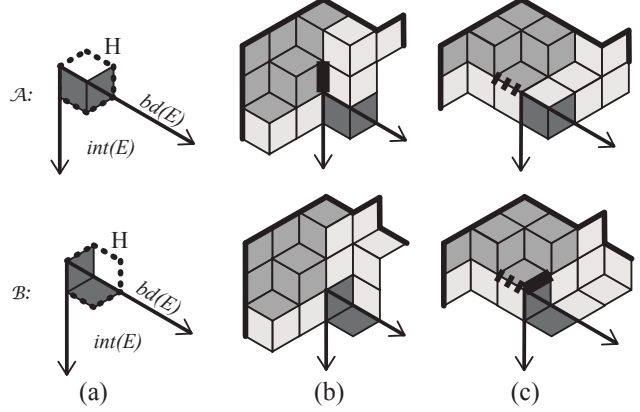 H
𝒜:
bd(E)
int(E)
H
ℬ:
bd(E)
int(E)
(a) (b) (c)